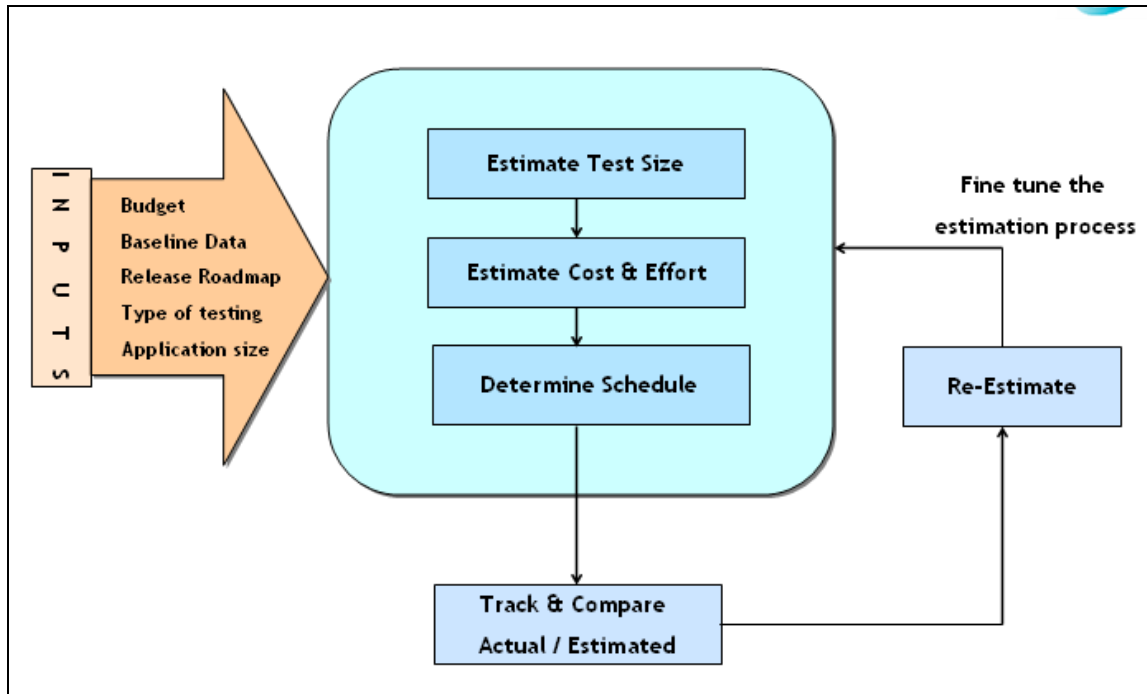 INPUTS
Budget
Baseline Data
Release Roadmap
Type of testing
Application size
Estimate Test Size
Estimate Cost & Effort
Determine Schedule
Fine tune the
estimation process
Re-Estimate
Track & Compare
Actual / Estimated